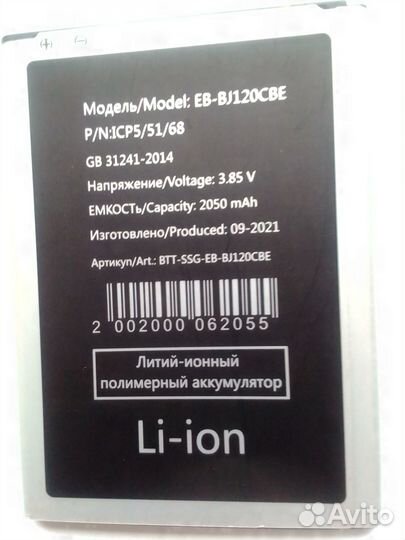 (+) (-)
Модель/Model: EB-BJ120CBE
P/N:ICP5/51/68
GB 31241-2014
Напряжение/Voltage: 3.85 V
ЕМКОСТЬ/Capacity: 2050 mAh
Изготовлено/Produced: 09-2021
Артикул/Art.: BTT-SSG-EB-BJ120CBE
2 002000 062055
Литий-ионный
полимерный аккумулятор
Li-ion
Avito